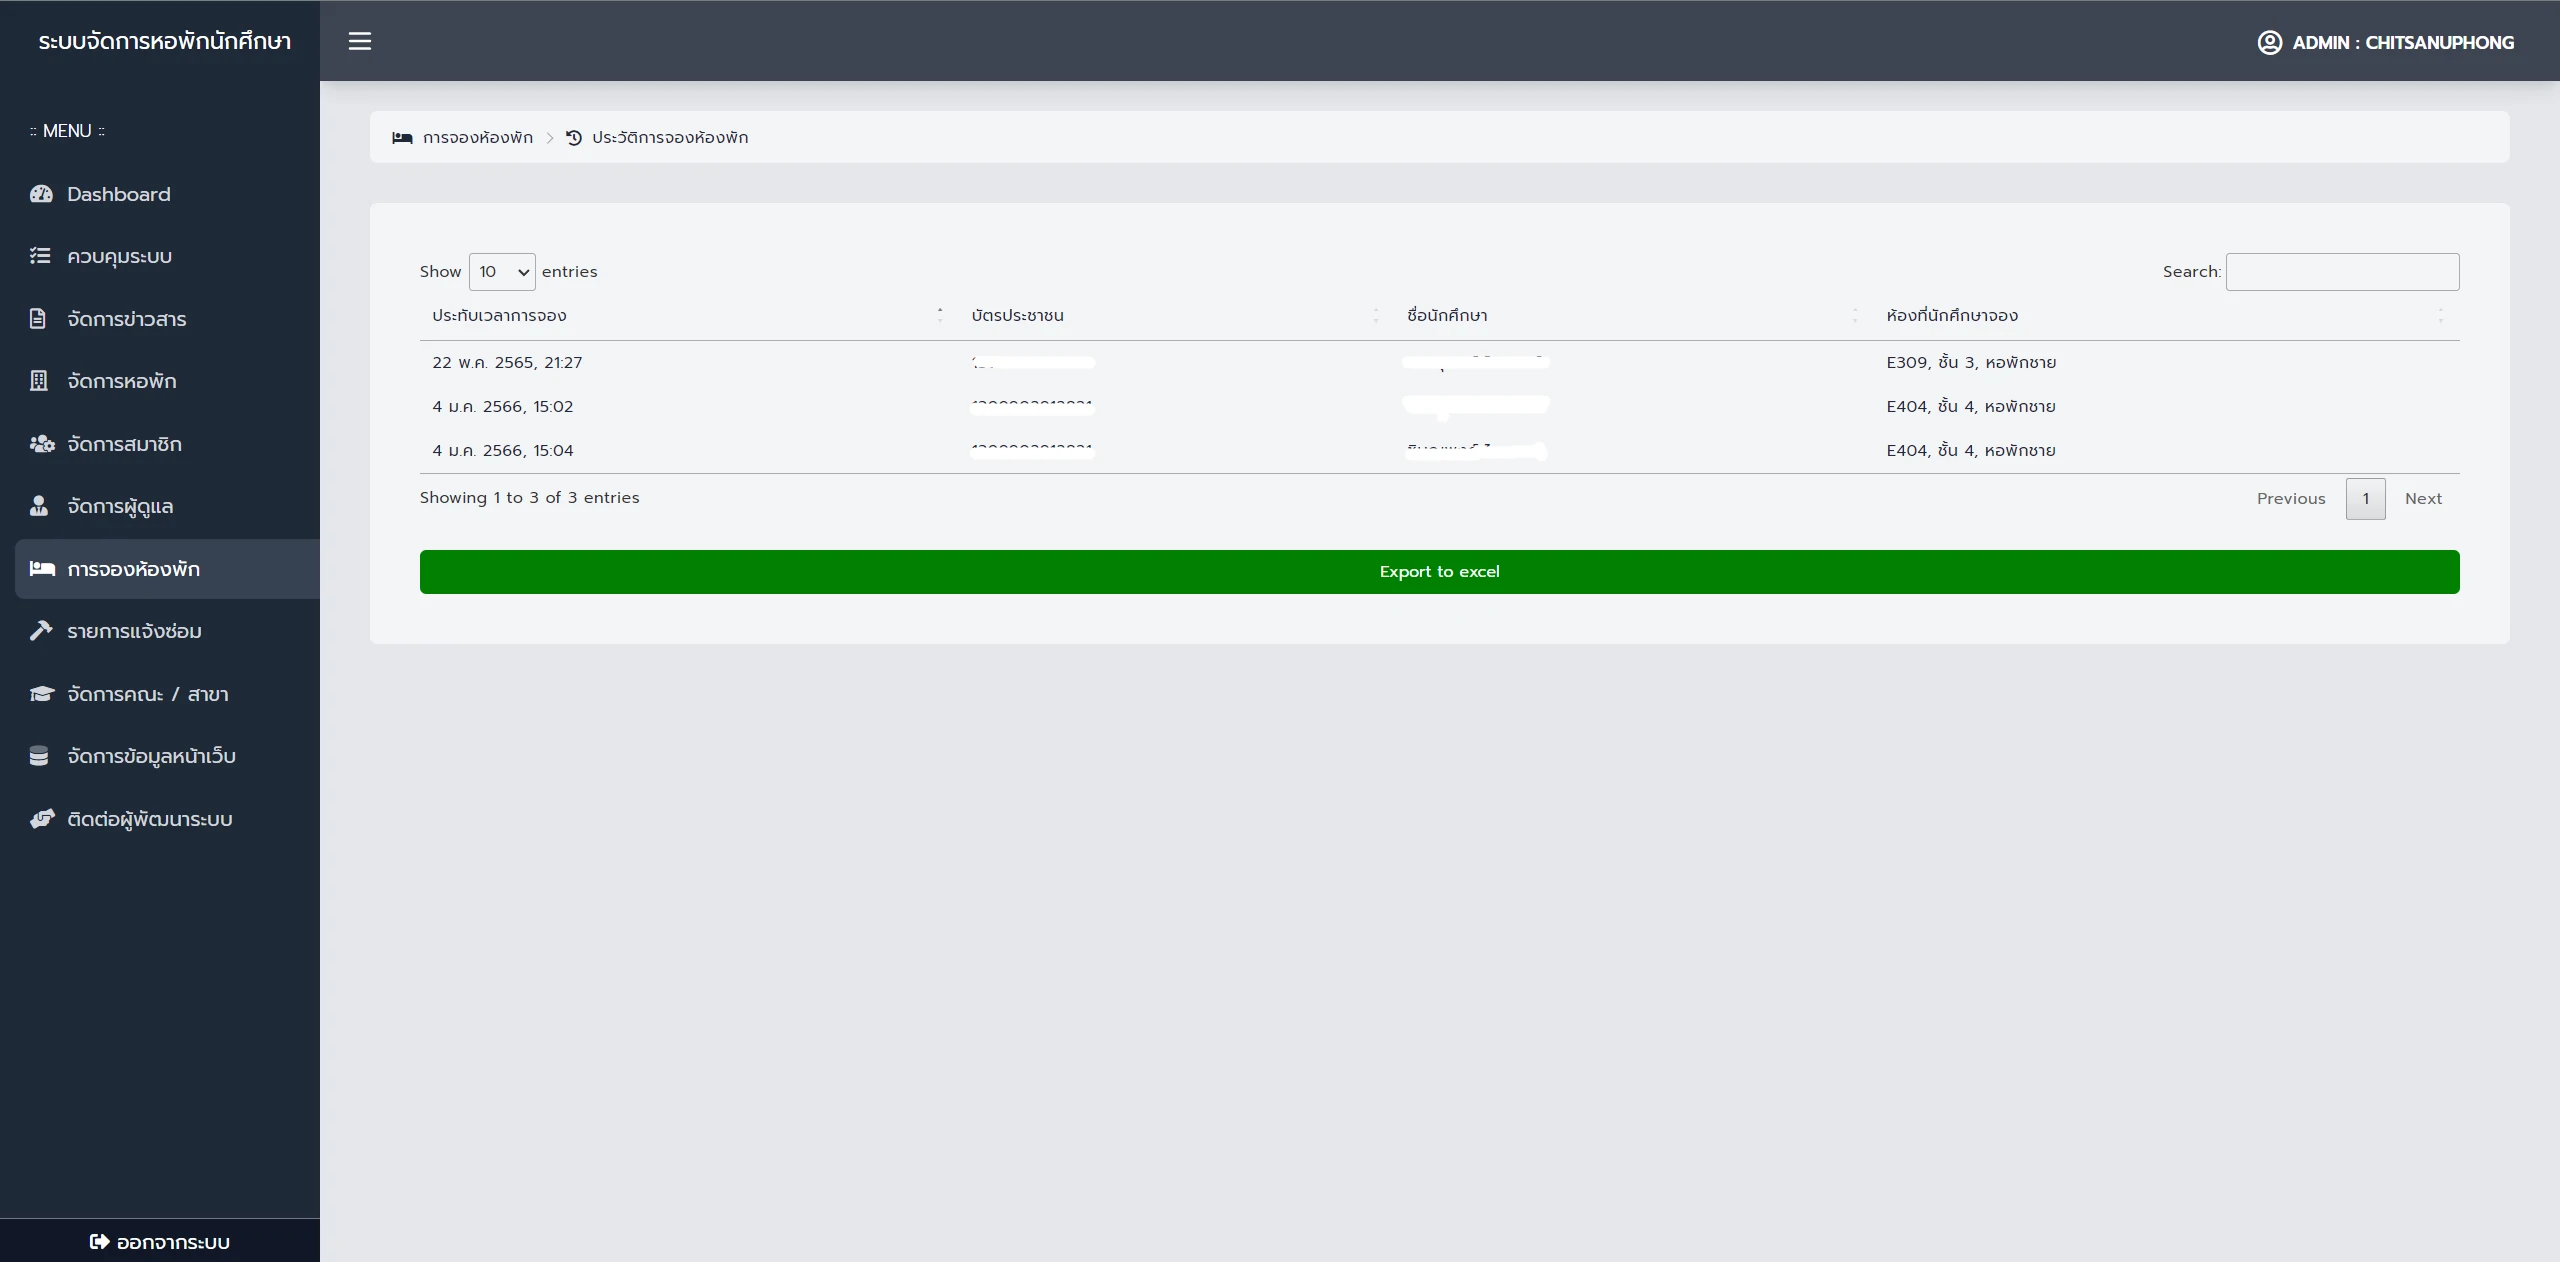 ระบบจัดการหอพักนักศึกษา
ADMIN : CHITSANUPHONG
:: MENU ::
Dashboard
ควบคุมระบบ
จัดการข่าวสาร
จัดการหอพัก
จัดการสมาชิก
จัดการผู้ดูแล
การจองห้องพัก
รายการแจ้งซ่อม
จัดการคณะ / สาขา
จัดการข้อมูลหน้าเว็บ
ติดต่อผู้พัฒนาระบบ
ออกจากระบบ
การจองห้องพัก > ประวัติการจองห้องพัก
Show 10 entries Search:
ประทับเวลาการจอง บัตรประชาชน ชื่อนักศึกษา ห้องที่นักศึกษาจอง
22 พ.ค. 2565, 21:27 E309, ชั้น 3, หอพักชาย
4 ม.ค. 2566, 15:02 E404, ชั้น 4, หอพักชาย
4 ม.ค. 2566, 15:04 E404, ชั้น 4, หอพักชาย
Showing 1 to 3 of 3 entries Previous 1 Next
Export to excel